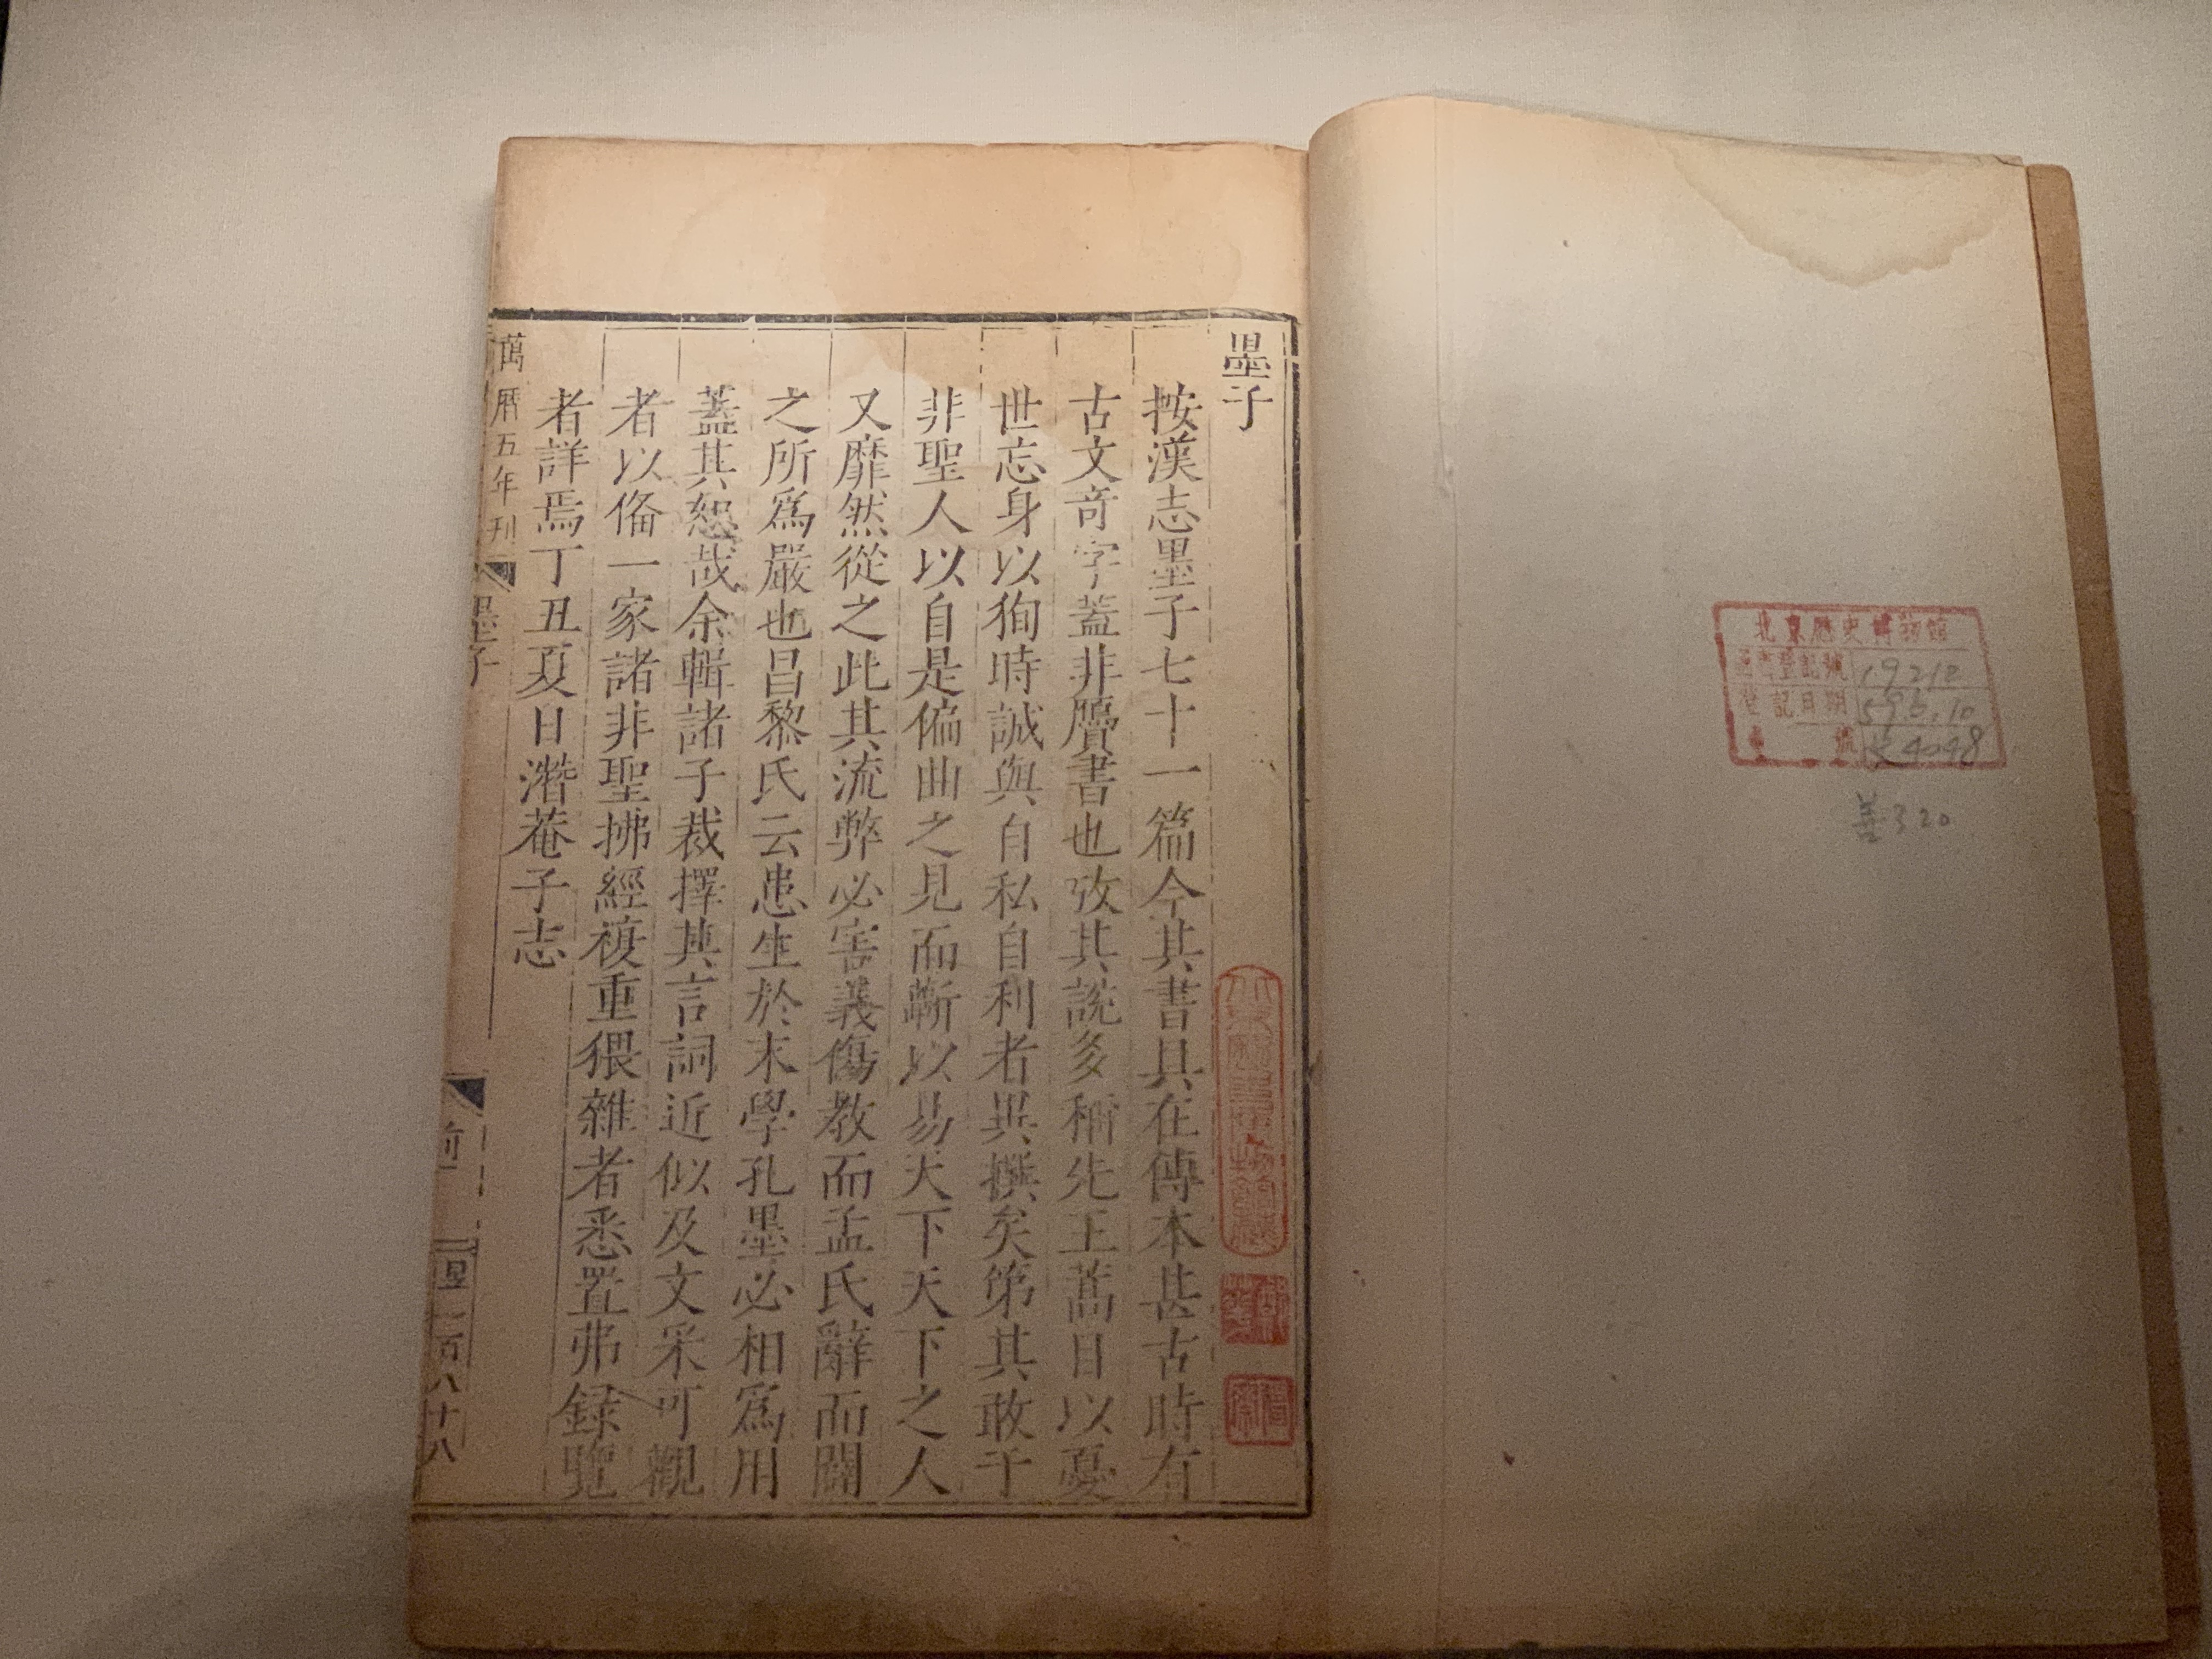 墨子
按漢志墨子七十一篇今其書具在傳本甚古時有
古文竒字蓋非贗書也攷其說多稱先王蒿目以憂
世忘身以狥時誠與自私自利者異撰矣第其敢于
非聖人以自是偏曲之見而蘄以易天下天下之人
又靡然從之此其流弊必害義傷教而孟氏辭而闢
之所爲嚴也昌黎氏云患生於末學孔墨必相爲用
蓋其恕哉余輯諸子裁擇其言詞近似及文采可觀
者以俻一家諸非聖拂經複重猥雜者悉置弗録覽
者詳焉丁丑夏日潛菴子志
萬曆五年刊
墨子
前
一百八十八
北京歷史博物館
登記號 19212
登記日期 59.6.10
號 4098
善320